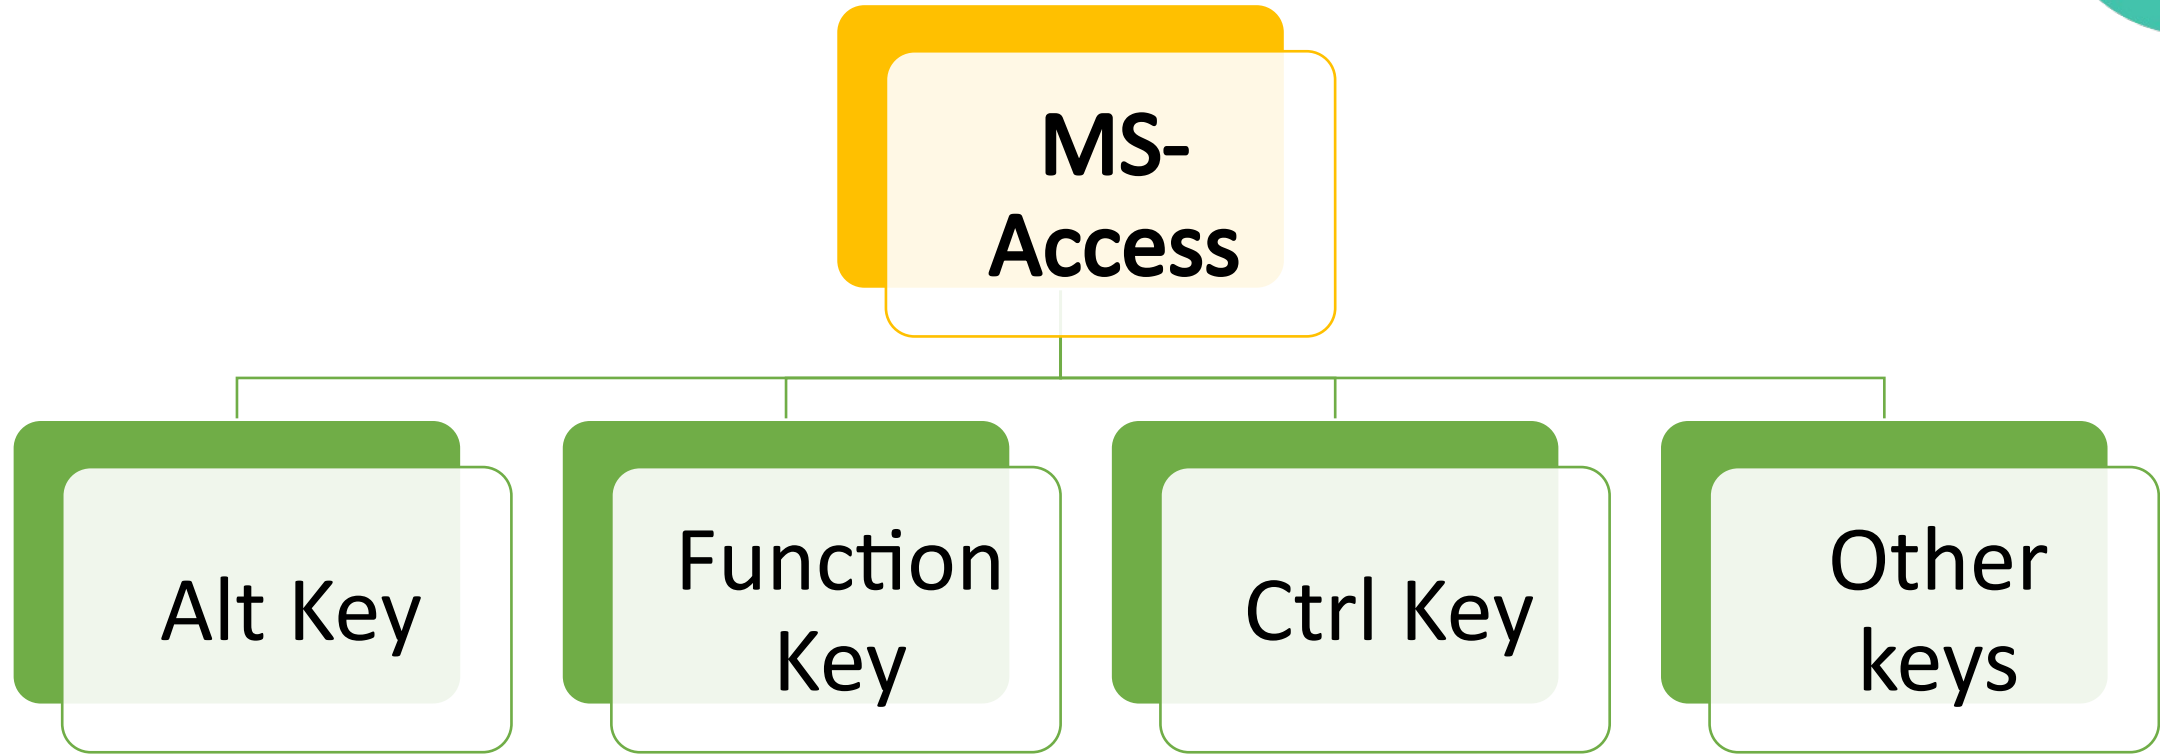 MS-
Access
Alt Key
Function
Key
Ctrl Key
Other
keys